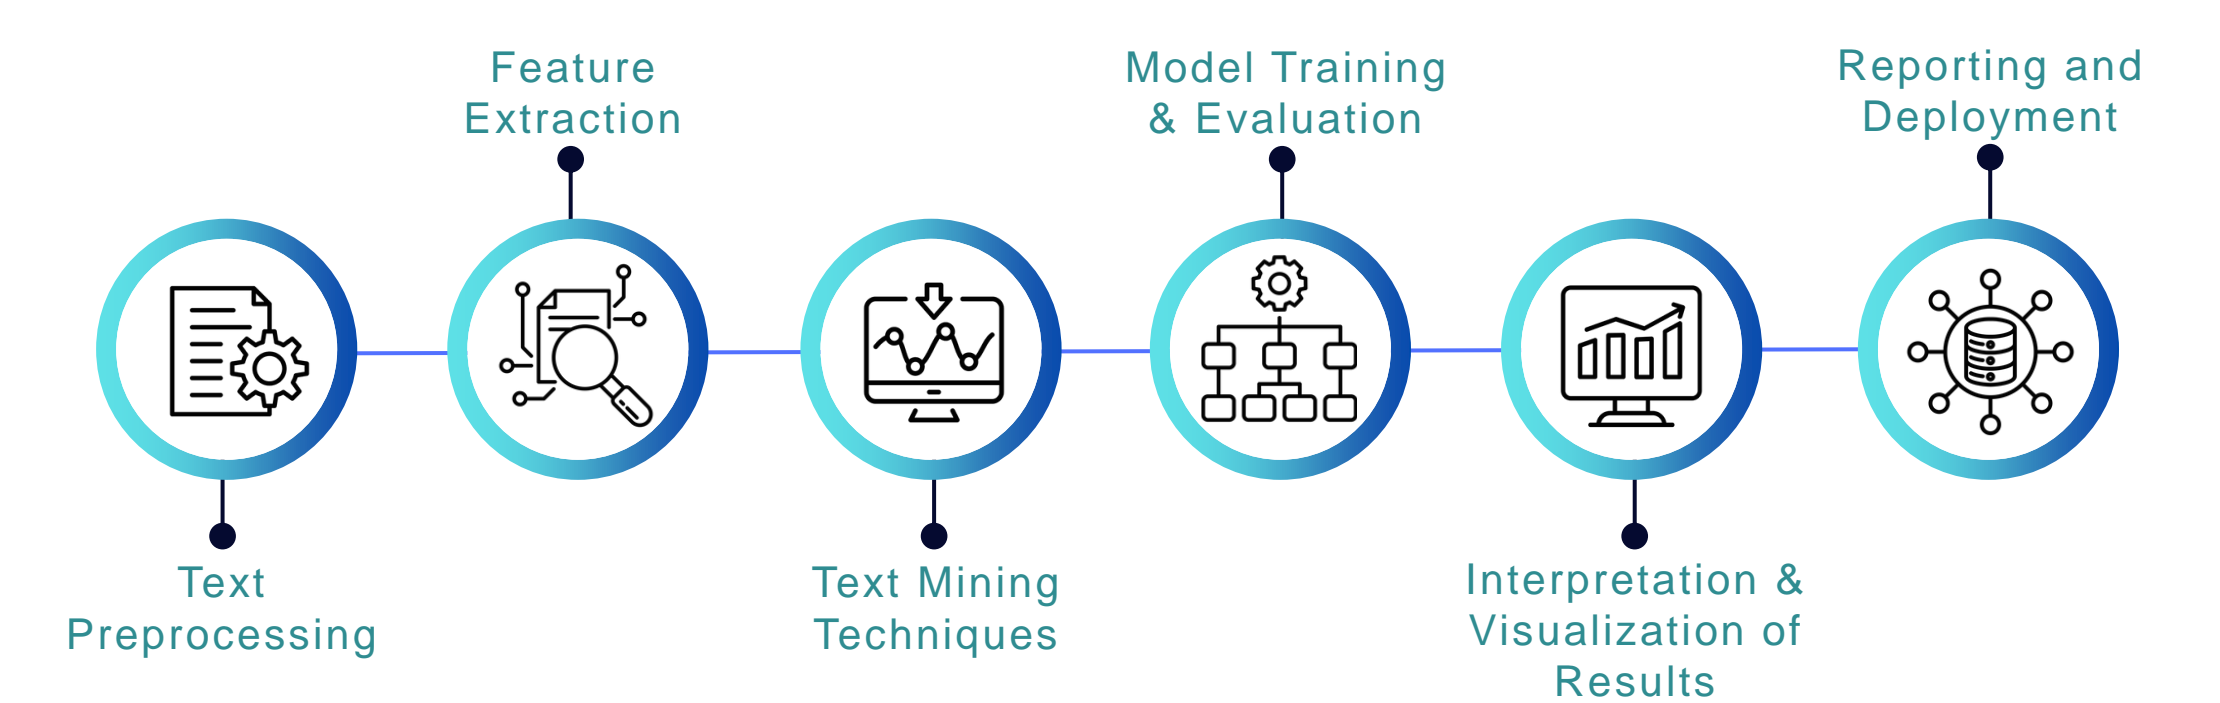 Text
Preprocessing
Feature
Extraction
Text Mining
Techniques
Model Training
& Evaluation
Interpretation &
Visualization of
Results
Reporting and
Deployment